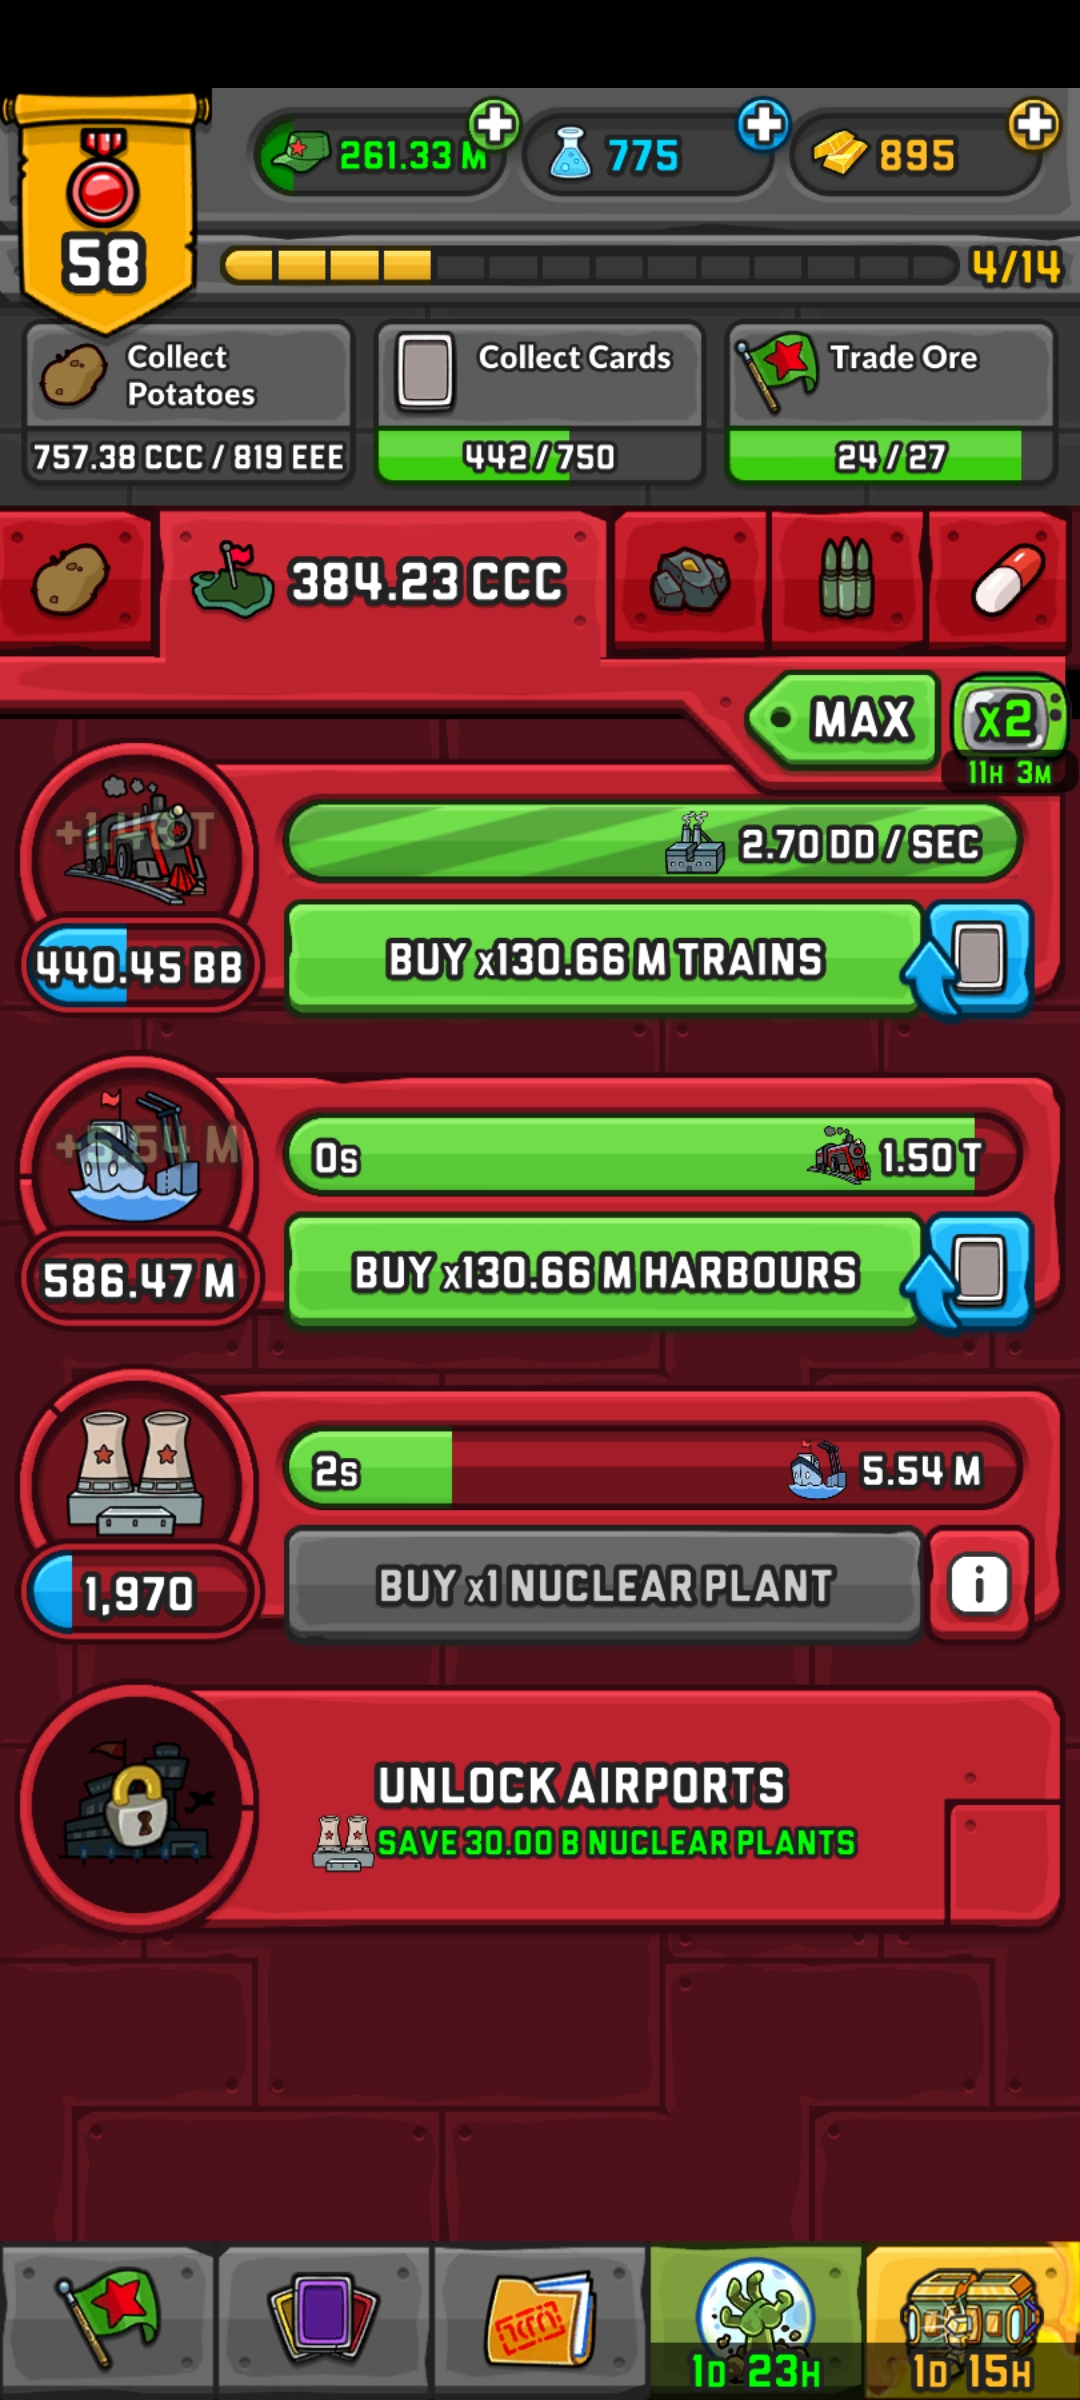 261.33 M
775
895
58
4/14
Collect
Potatoes
757.38 CCC / 819 EEE
Collect Cards
442/750
Trade Ore
24/27
384.23 CCC
MAX
x2
11H 3M
2.70 DD / SEC
440.45 BB
BUY x130.66 M TRAINS
0s
1.50 T
586.47 M
BUY x130.66 M HARBOURS
2s
5.54 M
1,970
BUY x1 NUCLEAR PLANT
i
UNLOCK AIRPORTS
SAVE 30.00 B NUCLEAR PLANTS
1D 23H
1D 15H